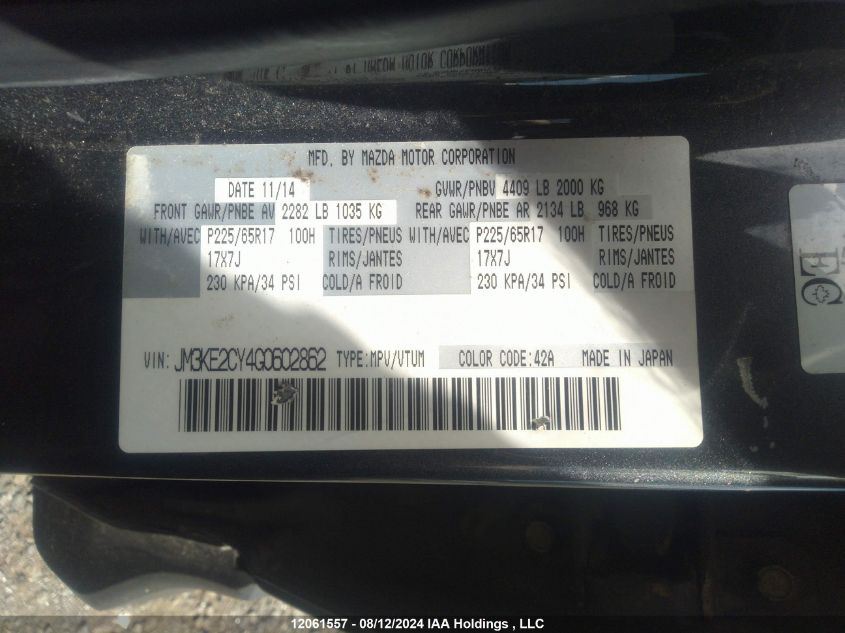 MFD. BY MAZDA MOTOR CORPORATION
DATE 11/14 GVWR/PNBV 4409 LB 2000 KG
FRONT GAWR/PNBE AV 2282 LB 1035 KG REAR GAWR/PNBE AR 2134 LB 968 KG
WITH/AVEC P225/65R17 100H TIRES/PNEUS WITH/AVEC P225/65R17 100H TIRES/PNEUS
17X7J RIMS/JANTES 17X7J RIMS/JANTES
230 KPA/34 PSI COLD/A FROID 230 KPA/34 PSI COLD/A FROID
VIN: JM3KE2CY4G0602862 TYPE:MPV/VTUM COLOR CODE:42A MADE IN JAPAN
EC
12061557 - 08/12/2024 IAA Holdings , LLC